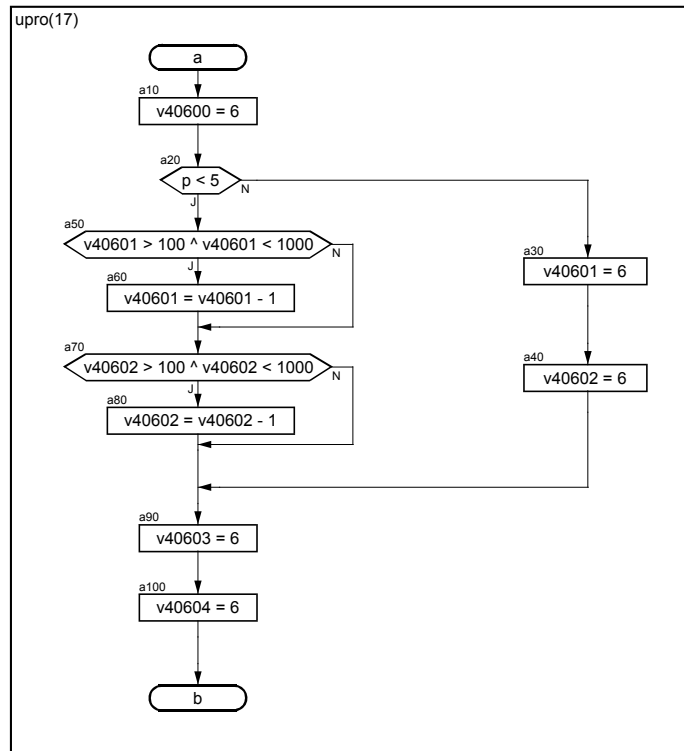 upro(17)
a
a10
v40600 = 6
a20
p < 5
N
J
a50
v40601 > 100 ^ v40601 < 1000
N
J
a60
v40601 = v40601 - 1
a30
v40601 = 6
a70
v40602 > 100 ^ v40602 < 1000
N
J
a80
v40602 = v40602 - 1
a40
v40602 = 6
a90
v40603 = 6
a100
v40604 = 6
b